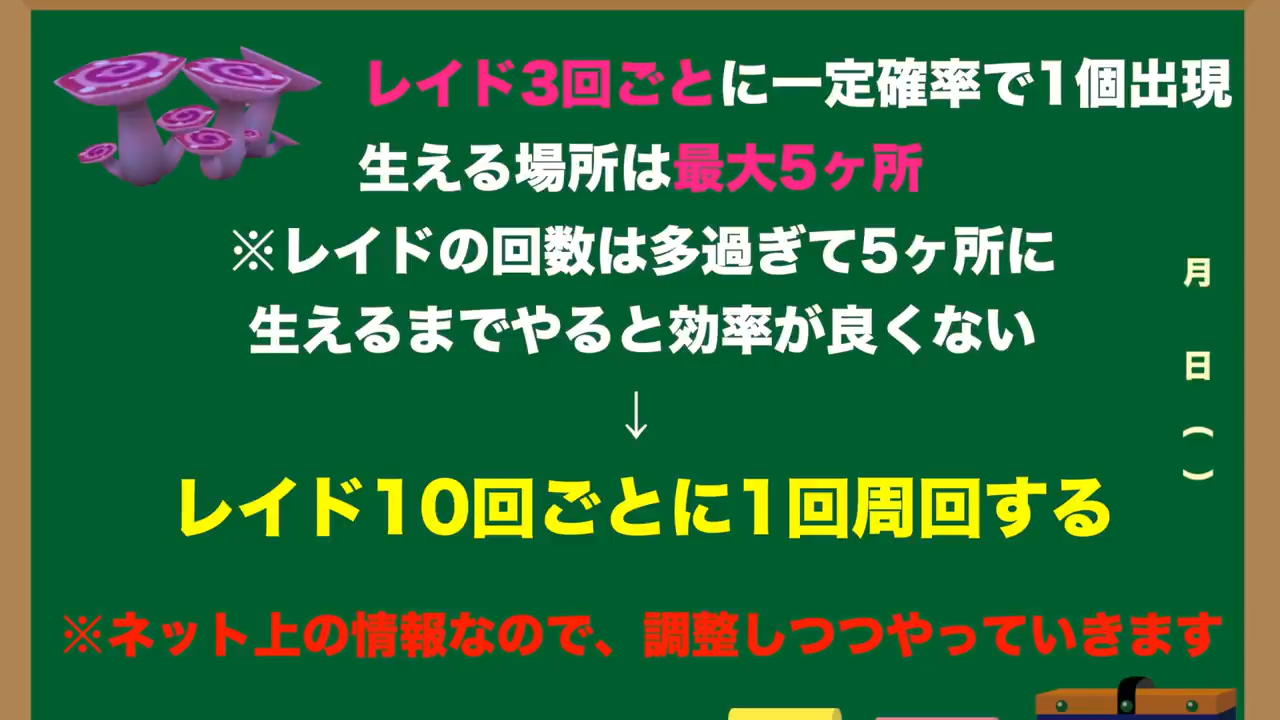 レイド3回ごとに一定確率で1個出現
生える場所は最大5ヶ所
※レイドの回数は多過ぎて5ヶ所に
生えるまでやると効率が良くない
↓
レイド10回ごとに1回周回する
※ネット上の情報なので、調整しつつやっていきます
月 日 ( )